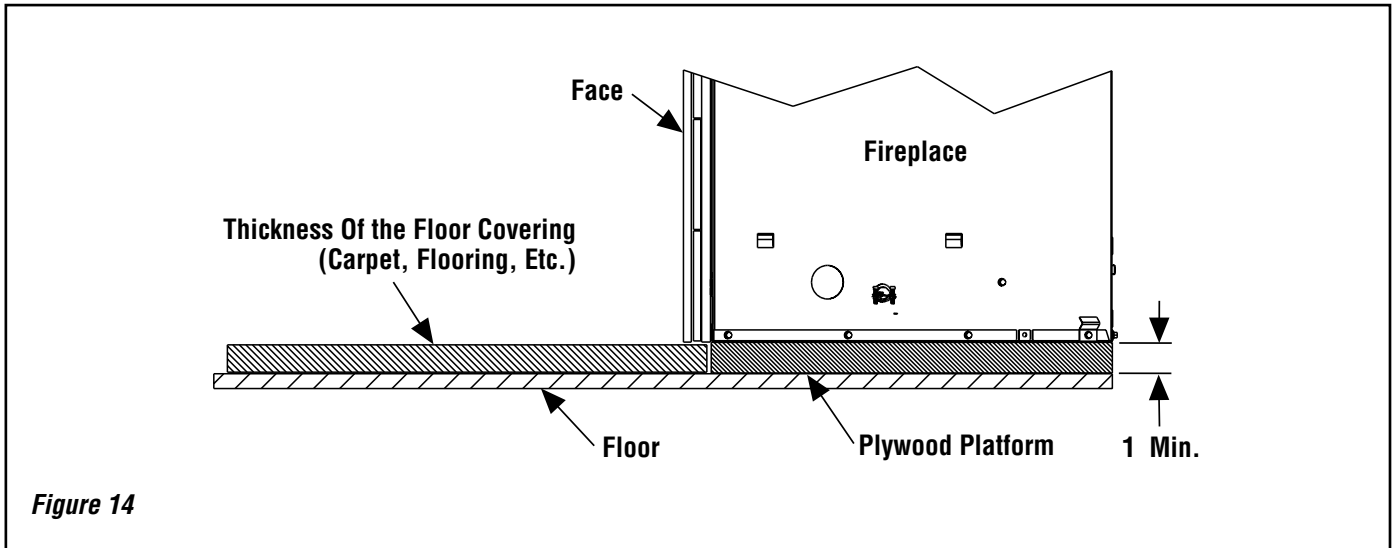 Face
Fireplace
Thickness Of the Floor Covering
(Carpet, Flooring, Etc.)
Floor
Plywood Platform
1 Min.
Figure 14